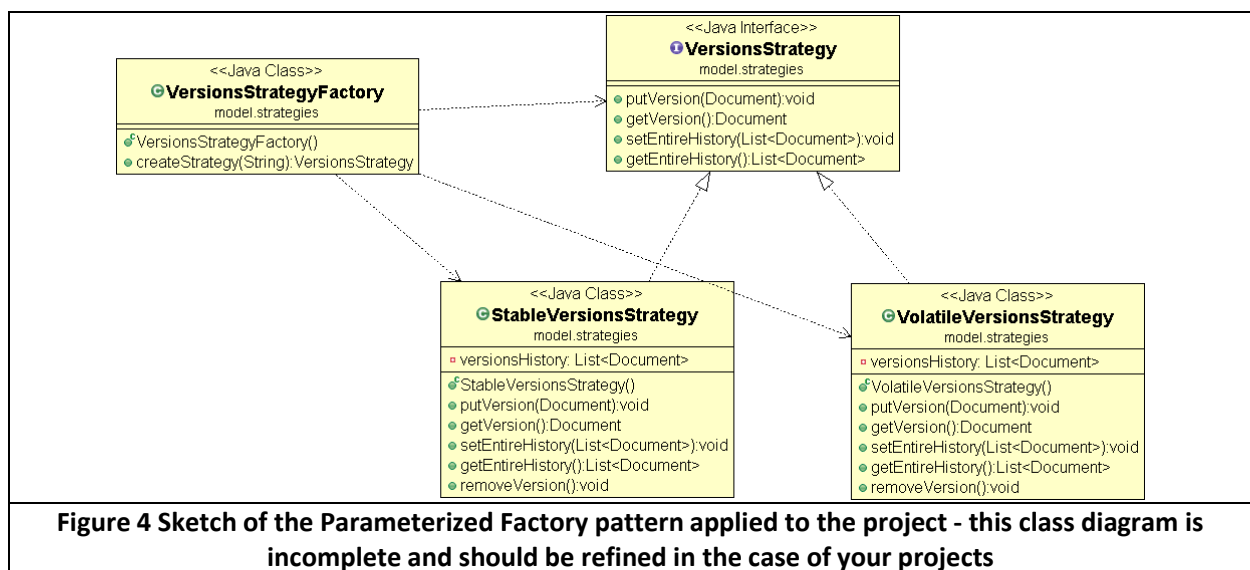 <<Java Class>>
VersionsStrategyFactory
model.strategies
VersionsStrategyFactory()
createStrategy(String):VersionsStrategy
<<Java Interface>>
VersionsStrategy
model.strategies
putVersion(Document):void
getVersion():Document
setEntireHistory(List<Document>):void
getEntireHistory():List<Document>
<<Java Class>>
StableVersionsStrategy
model.strategies
versionsHistory: List<Document>
StableVersionsStrategy()
putVersion(Document):void
getVersion():Document
setEntireHistory(List<Document>):void
getEntireHistory():List<Document>
removeVersion():void
<<Java Class>>
VolatileVersionsStrategy
model.strategies
versionsHistory: List<Document>
VolatileVersionsStrategy()
putVersion(Document):void
getVersion():Document
setEntireHistory(List<Document>):void
getEntireHistory():List<Document>
removeVersion():void
Figure 4 Sketch of the Parameterized Factory pattern applied to the project - this class diagram is
incomplete and should be refined in the case of your projects